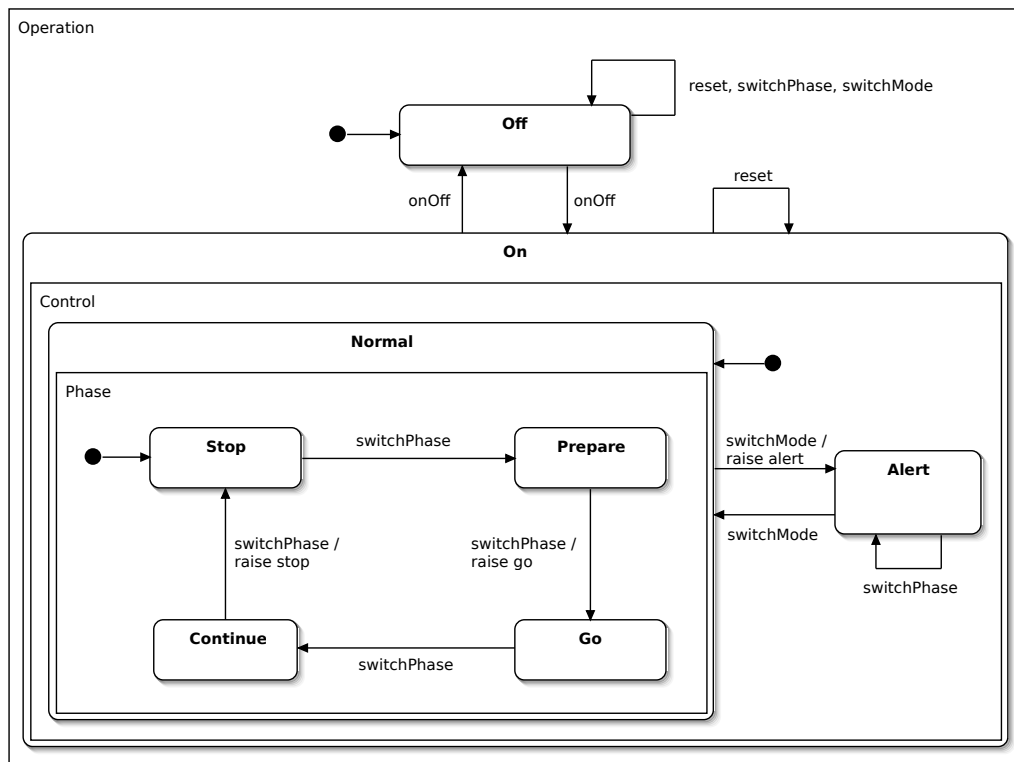 Operation
reset, switchPhase, switchMode
Off
onOff
onOff
reset
On
Control
Normal
Phase
Stop
switchPhase
Prepare
switchMode /
raise alert
Alert
switchMode
switchPhase /
raise stop
switchPhase /
raise go
switchPhase
Continue
switchPhase
Go